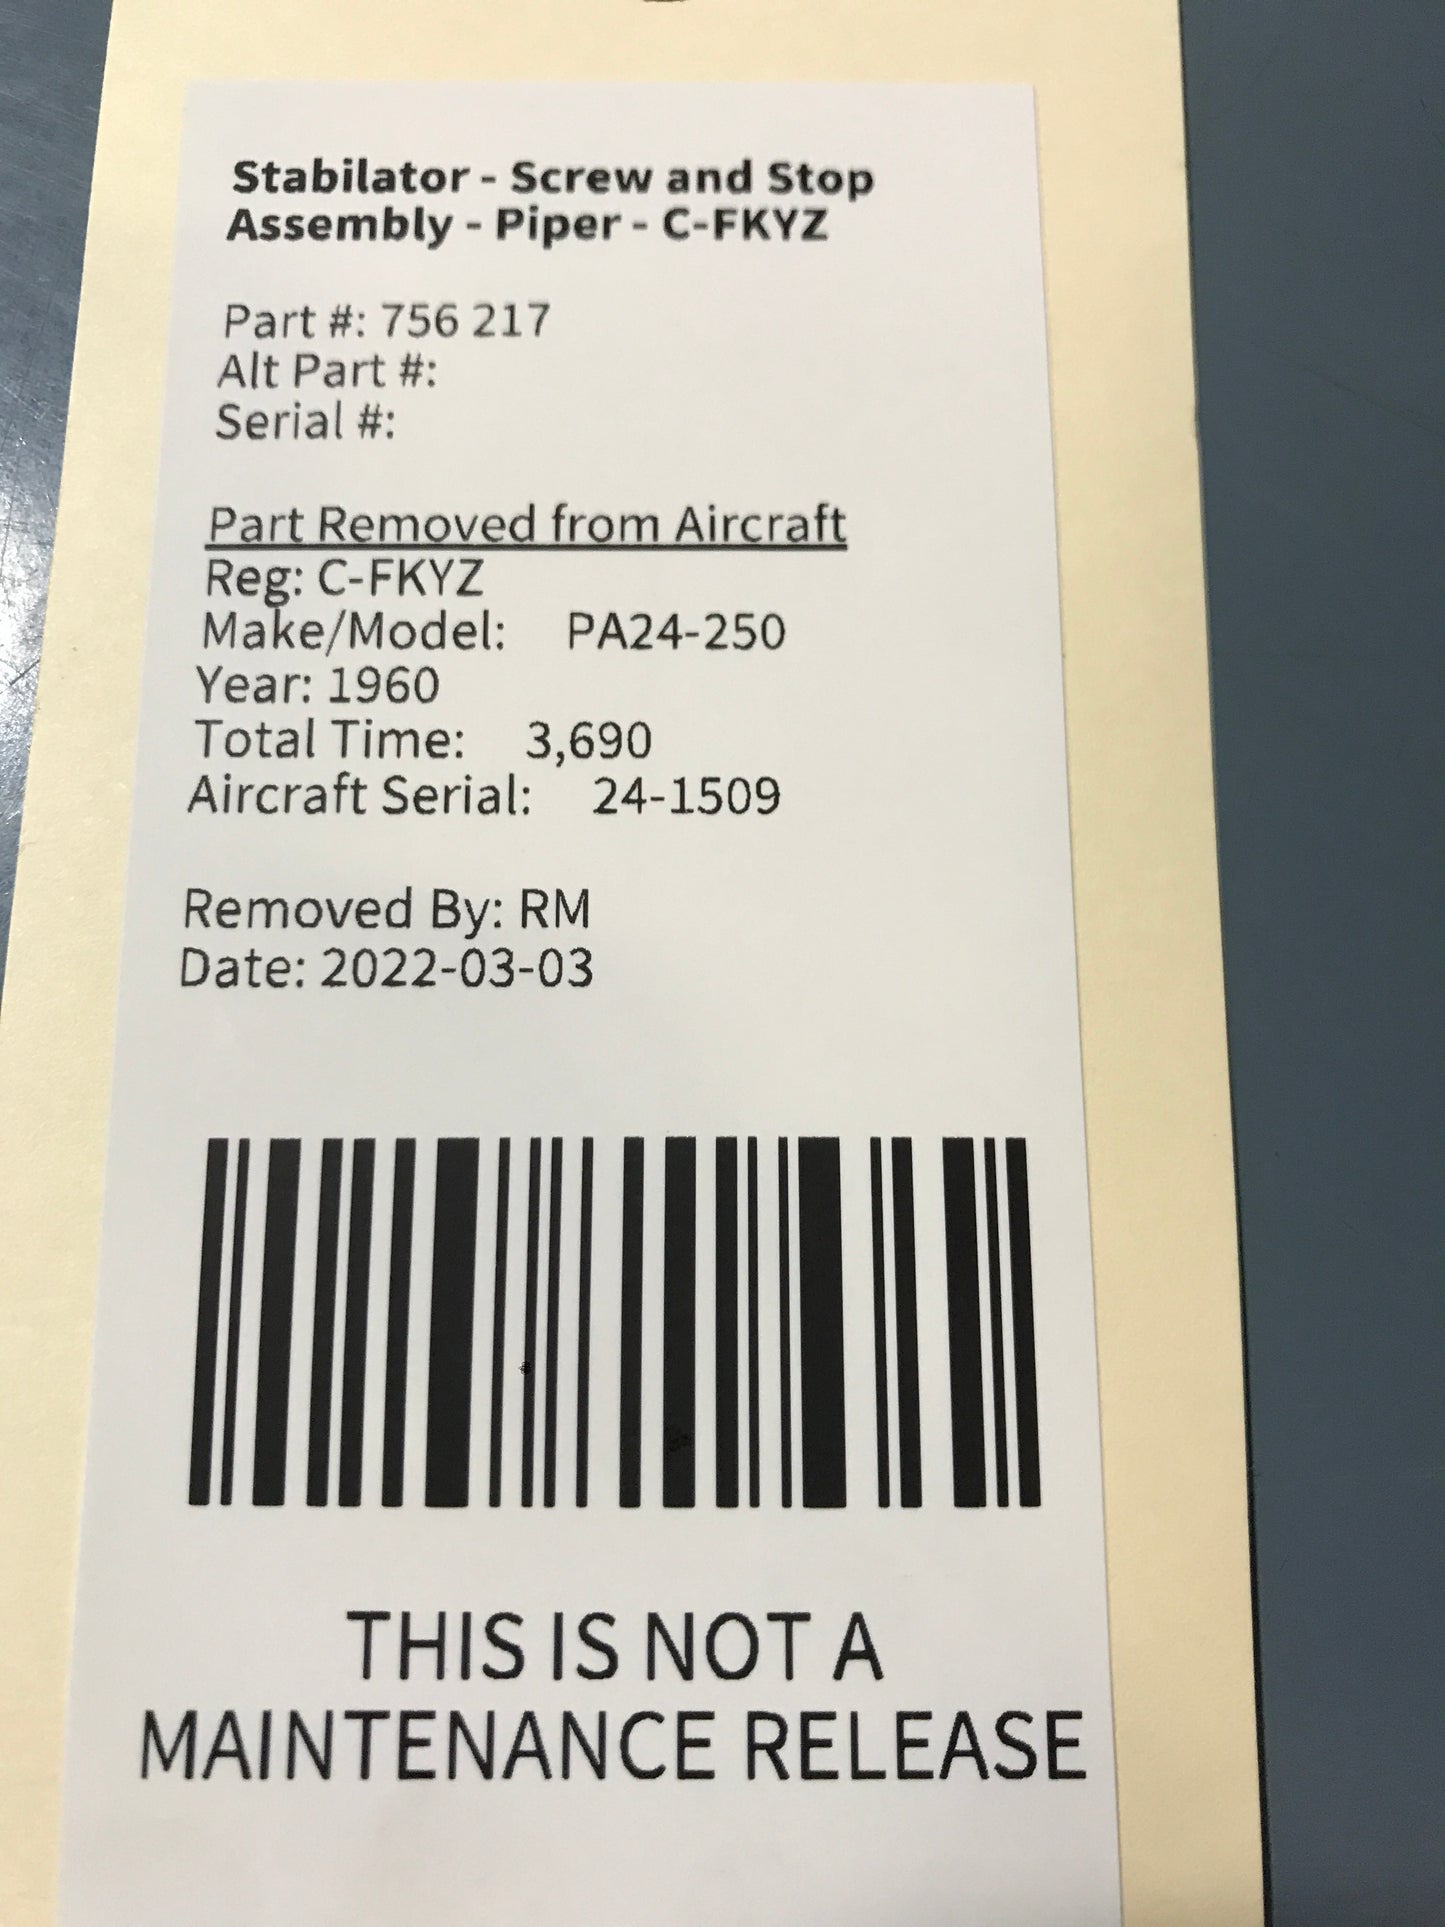 Stabilator - Screw and Stop
Assembly - Piper - C-FKYZ
Part #: 756 217
Alt Part #:
Serial #:
Part Removed from Aircraft
Reg: C-FKYZ
Make/Model: PA24-250
Year: 1960
Total Time: 3,690
Aircraft Serial: 24-1509
Removed By: RM
Date: 2022-03-03
THIS IS NOT A
MAINTENANCE RELEASE